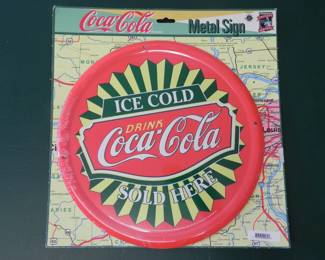 Coca-Cola
Metal Sign
ICE COLD
DRINK
Coca-Cola
SOLD HERE
JERSEY